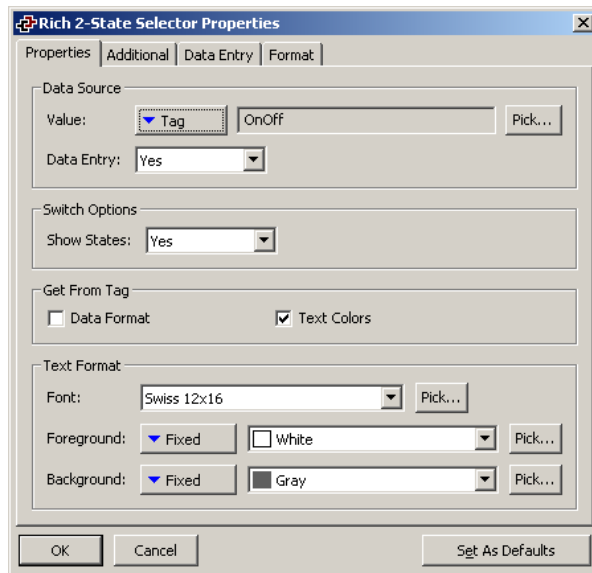 Rich 2-State Selector Properties
Properties Additional Data Entry Format
Data Source
Value: Tag OnOff Pick...
Data Entry: Yes
Switch Options
Show States: Yes
Get From Tag
Data Format Text Colors
Text Format
Font: Swiss 12x16 Pick...
Foreground: Fixed White Pick...
Background: Fixed Gray Pick...
OK Cancel Set As Defaults